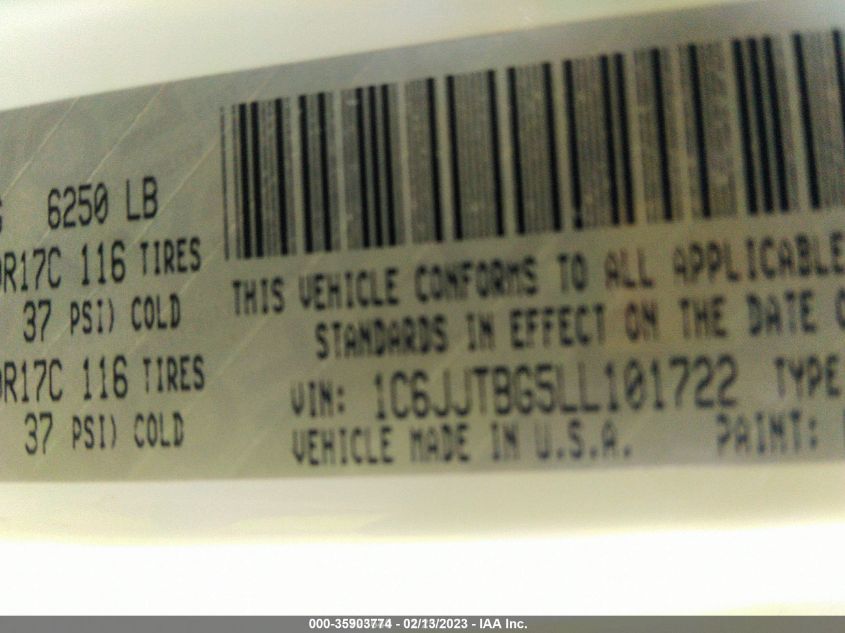 6250 LB
R17C 116 TIRES
37 PSI) COLD
R17C 116 TIRES
37 PSI) COLD
THIS VEHICLE CONFORMS TO ALL APPLICABLE
STANDARDS IN EFFECT ON THE DATE
VIN: 1C6JJTBG5LL101722 TYPE
VEHICLE MADE IN U.S.A. PAINT:
000-35903774 - 02/13/2023 - IAA Inc.